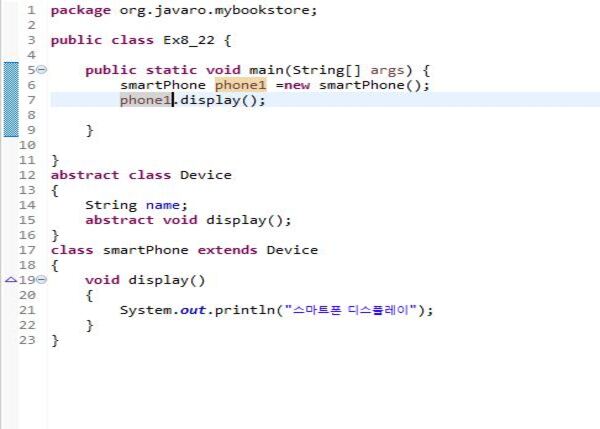 1 package org.javaro.mybookstore;
2
3 public class Ex8_22 {
4
5 public static void main(String[] args) {
6 smartPhone phone1 =new smartPhone();
7 phone1.display();
8
9 }
10
11 }
12 abstract class Device
13 {
14 String name;
15 abstract void display();
16 }
17 class smartPhone extends Device
18 {
19 void display()
20 {
21 System.out.println("스마트폰 디스플레이");
22 }
23 }